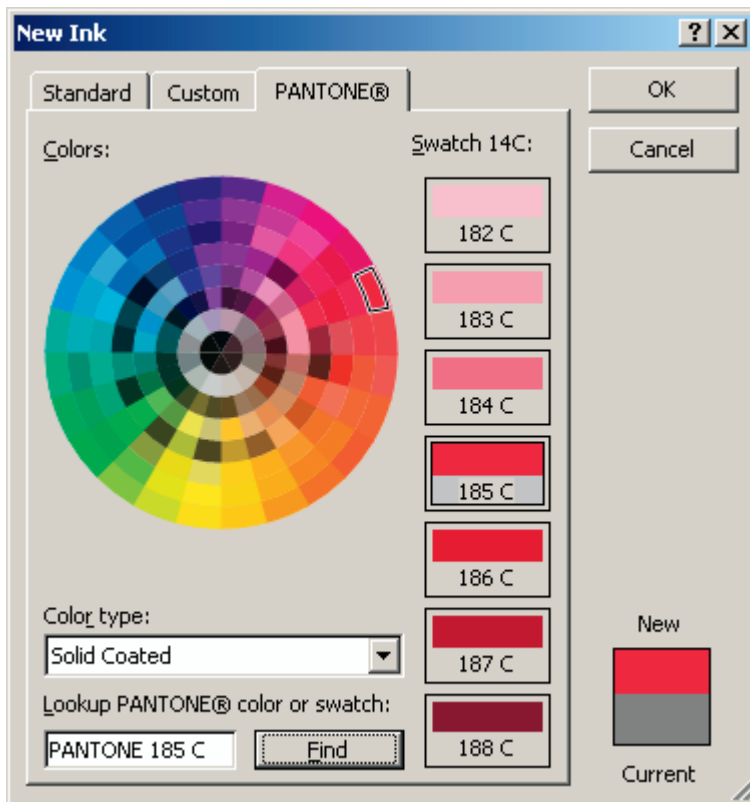 New Ink
Standard
Custom
PANTONE®
OK
Cancel
Colors:
Swatch 14C:
182 C
183 C
184 C
185 C
186 C
187 C
188 C
Color type:
Solid Coated
Lookup PANTONE® color or swatch:
PANTONE 185 C
Find
New
Current